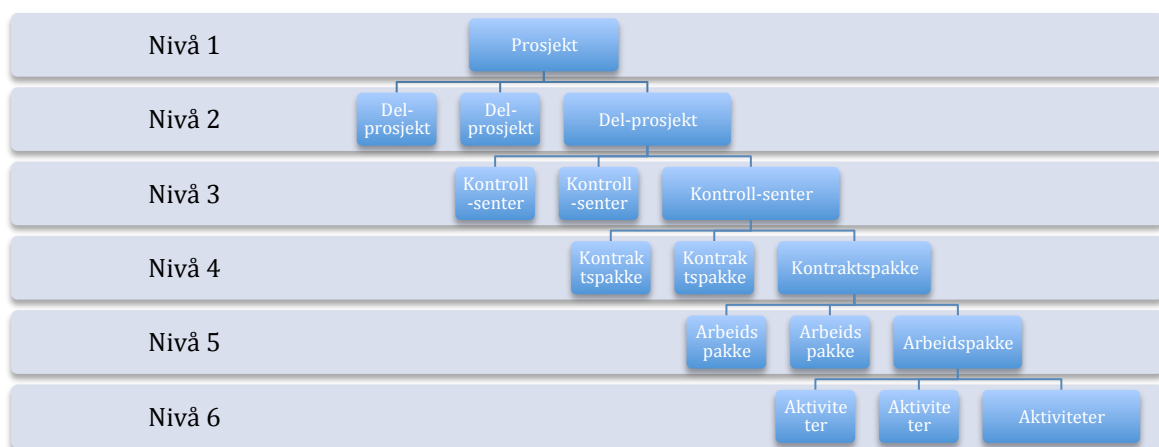 Nivå 1
Prosjekt
Nivå 2
Del-
prosjekt
Del-
prosjekt
Del-prosjekt
Nivå 3
Kontroll
-senter
Kontroll
-senter
Kontroll-senter
Nivå 4
Kontrak
tspakke
Kontrak
tspakke
Kontraktspakke
Nivå 5
Arbeids
pakke
Arbeids
pakke
Arbeidspakke
Nivå 6
Aktivite
ter
Aktivite
ter
Aktiviteter